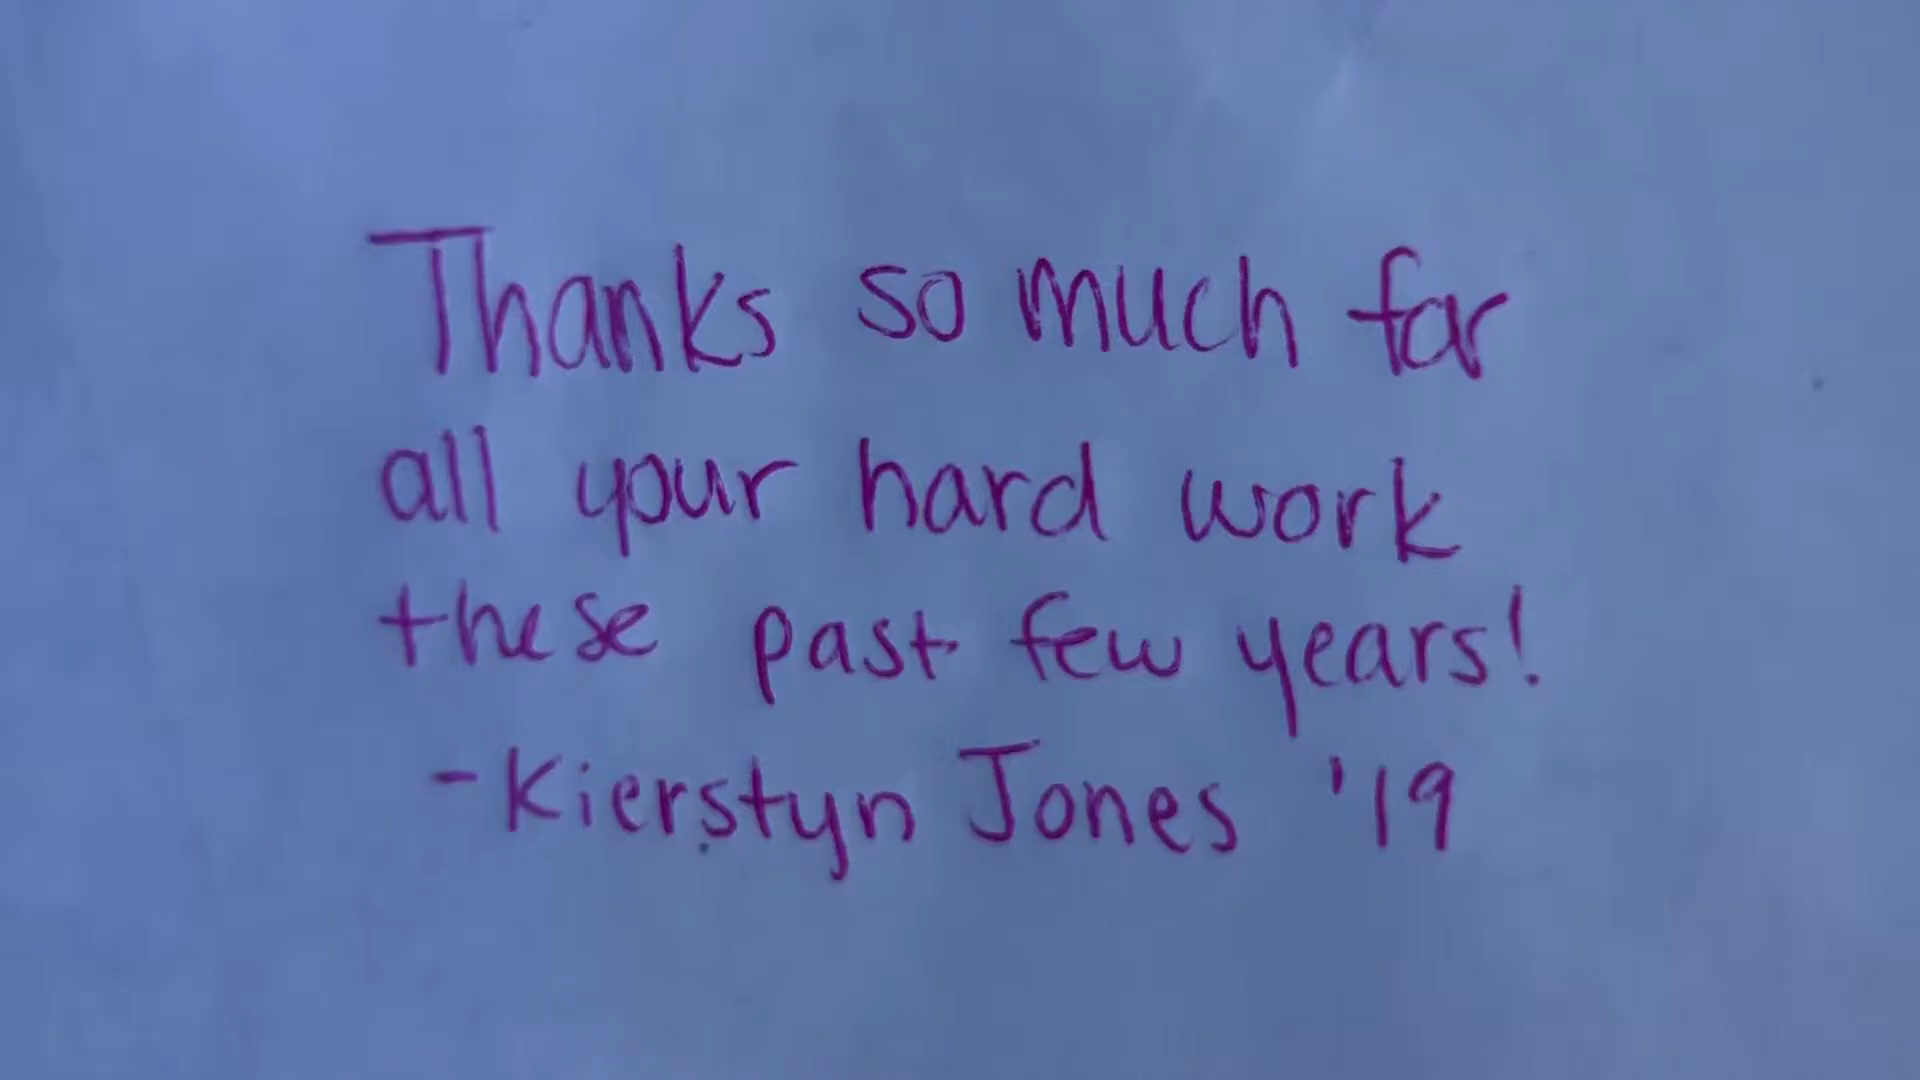 Thanks so much for
all your hard work
these past few years!
-Kierstyn Jones '19